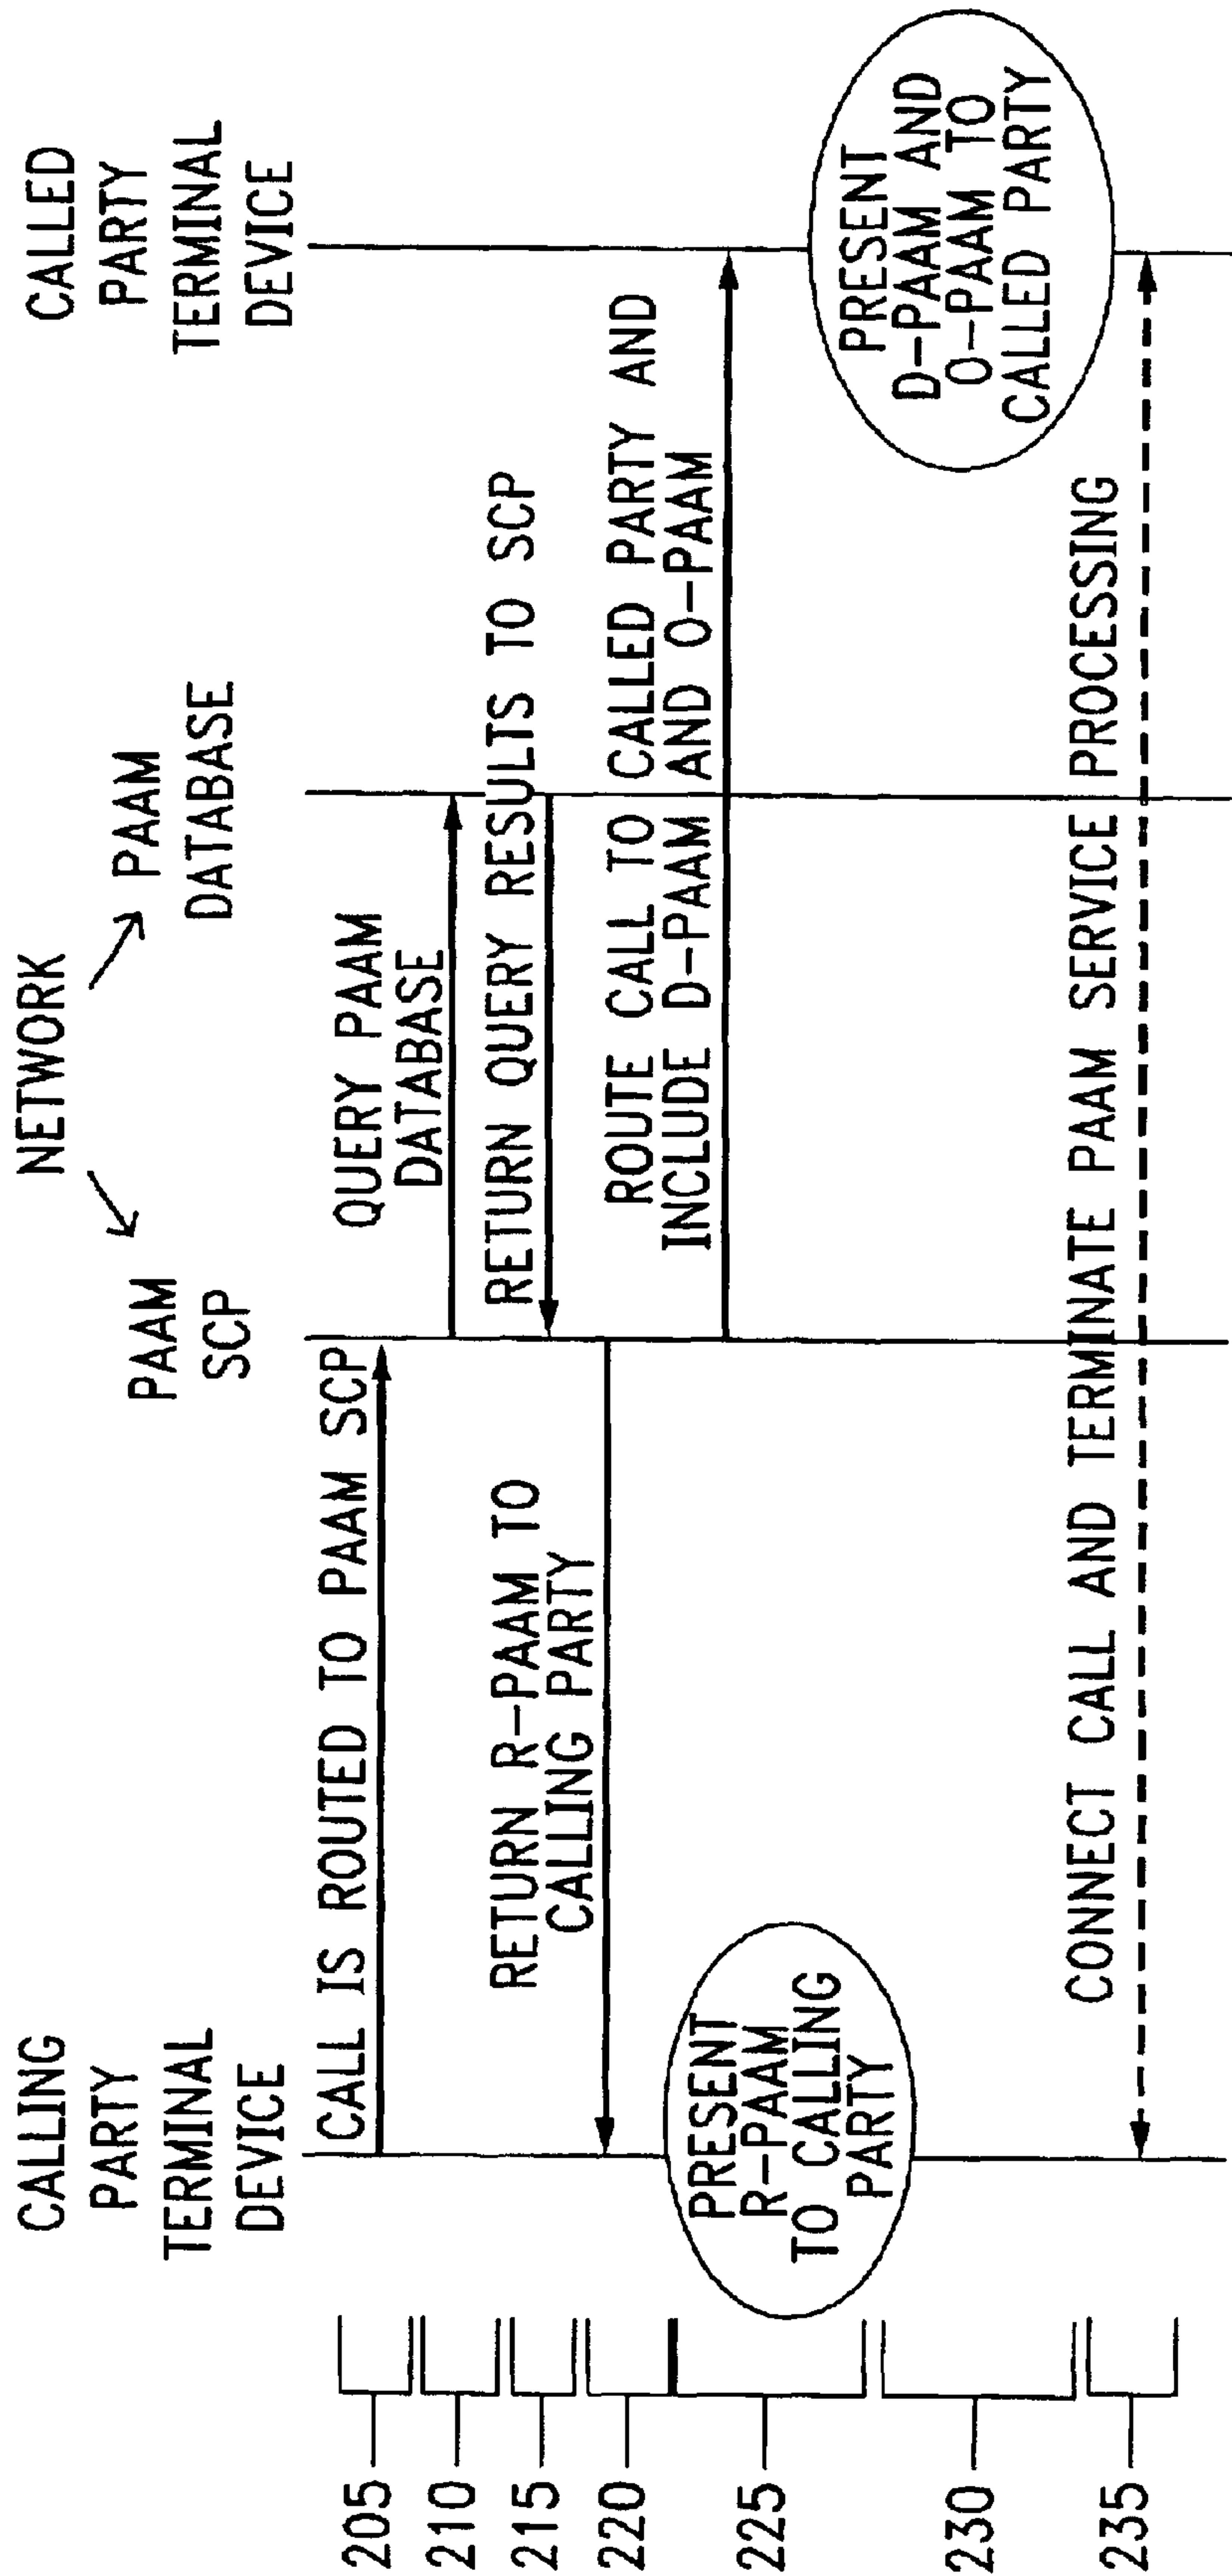 CALLING
PARTY
TERMINAL
DEVICE
NETWORK
PAAM
SCP
PAAM
DATABASE
CALLED
PARTY
TERMINAL
DEVICE
205
CALL IS ROUTED TO PAAM SCP
210
QUERY PAAM
DATABASE
215
RETURN QUERY RESULTS TO SCP
220
RETURN R-PAAM TO
CALLING PARTY
225
PRESENT
R-PAAM
TO CALLING
PARTY
ROUTE CALL TO CALLED PARTY AND
INCLUDE D-PAAM AND O-PAAM
230
PRESENT
D-PAAM AND
O-PAAM TO
CALLED PARTY
235
CONNECT CALL AND TERMINATE PAAM SERVICE PROCESSING